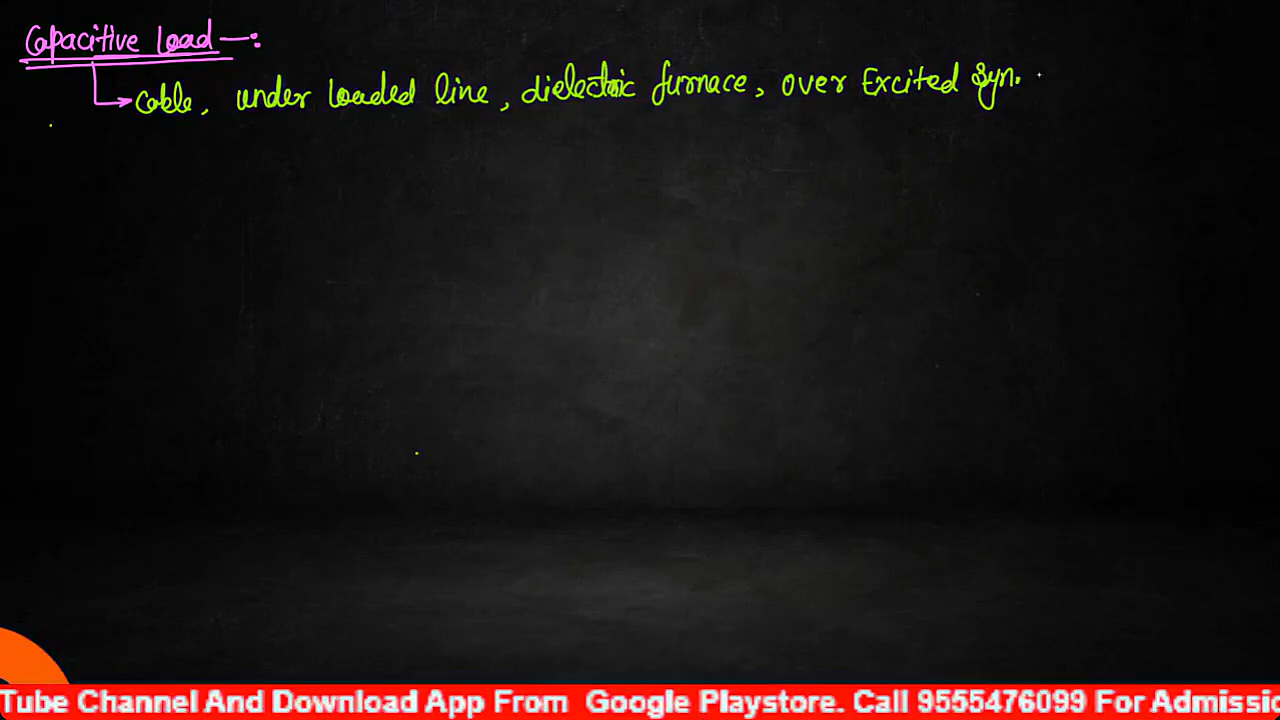 Capacitive Load —:
→ Cable, under loaded line, dielectric furnace, over Excited Syn.
Tube Channel And Download App From Google Playstore. Call 9555476099 For Admissio